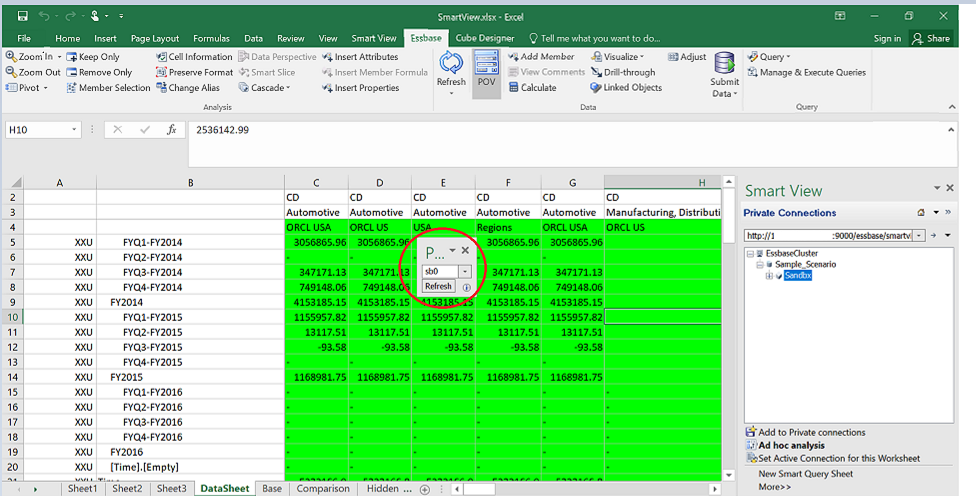 SmartView.xlsx - Excel
File Home Insert Page Layout Formulas Data Review View Smart View Essbase Cube Designer Tell me what you want to do... Sign in Share
Zoom In Keep Only Cell Information Data Perspective Insert Attributes Add Member Visualize Adjust Query
Zoom Out Remove Only Preserve Format Smart Slice Insert Member Formula View Comments Drill-through Manage & Execute Queries
Pivot Member Selection Change Alias Cascade Insert Properties Refresh POV Calculate Linked Objects Submit Data
Analysis Data Query
H10 fx 2536142.99
A B C D E F G H
2 CD CD CD CD CD CD
3 Automotive Automotive Automotive Automotive Automotive Manufacturing, Distributi
4 ORCL USA ORCL US USA Regions ORCL USA ORCL US
5 XXU FYQ1-FY2014 3056865.96 3056865.96 3056865.96 3056865.96
6 XXU FYQ2-FY2014 - - - -
7 XXU FYQ3-FY2014 347171.13 347171.13 347171.13 347171.13
8 XXU FYQ4-FY2014 749148.06 749148.06 749148.06 749148.06
9 XXU FY2014 4153185.15 4153185.15 4153185.15 4153185.15 4153185.15
10 XXU FYQ1-FY2015 1155957.82 1155957.82 1155957.82 1155957.82 1155957.82
11 XXU FYQ2-FY2015 13117.51 13117.51 13117.51 13117.51 13117.51
12 XXU FYQ3-FY2015 -93.58 -93.58 -93.58 -93.58 -93.58
13 XXU FYQ4-FY2015 - - - - -
14 XXU FY2015 1168981.75 1168981.75 1168981.75 1168981.75 1168981.75
15 XXU FYQ1-FY2016 - - - - -
16 XXU FYQ2-FY2016 - - - - -
17 XXU FYQ3-FY2016 - - - - -
18 XXU FYQ4-FY2016 - - - - -
19 XXU FY2016 - - - - -
20 XXU [Time].[Empty] - - - - -
P...
sb0
Refresh
Sheet1 Sheet2 Sheet3 DataSheet Base Comparison Hidden ...
Smart View
Private Connections
http://1 :9000/essbase/smartv
EssbaseCluster
Sample_Scenario
Sandbx
Add to Private connections
Ad hoc analysis
Set Active Connection for this Worksheet
New Smart Query Sheet
More>>